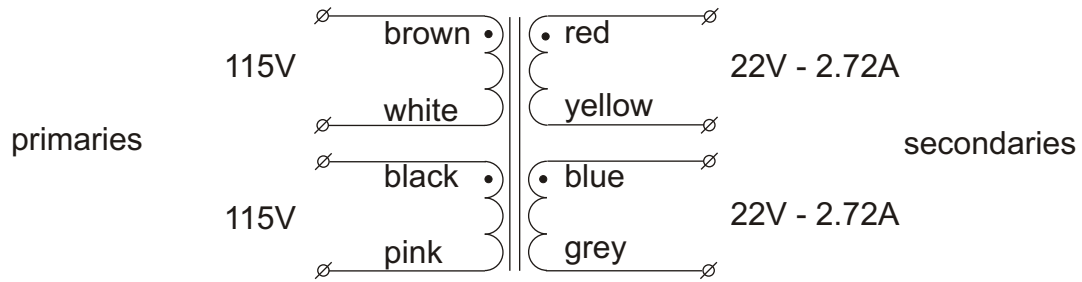 brown
red
115V
22V - 2.72A
white
yellow
primaries
secondaries
black
blue
115V
22V - 2.72A
pink
grey